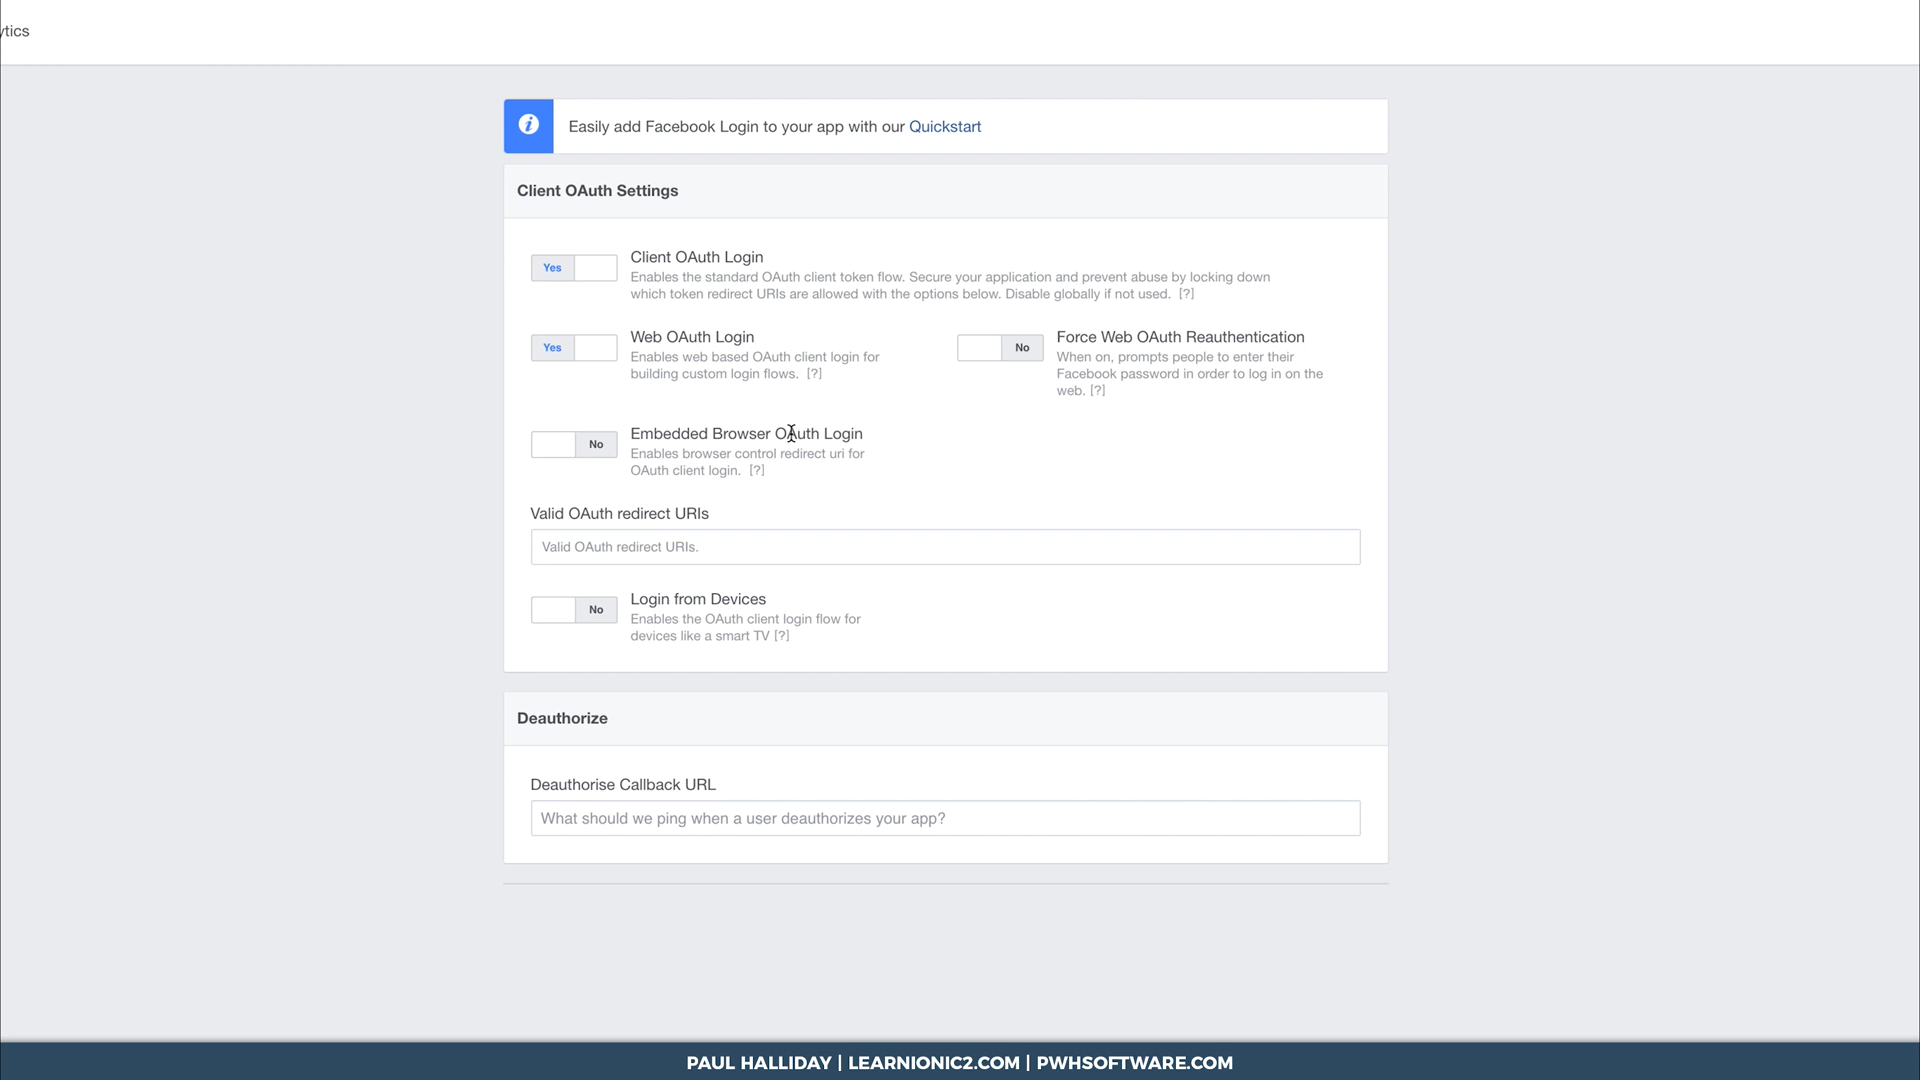 ytics
Easily add Facebook Login to your app with our Quickstart
Client OAuth Settings
Yes
Client OAuth Login
Enables the standard OAuth client token flow. Secure your application and prevent abuse by locking down
which token redirect URIs are allowed with the options below. Disable globally if not used. [?]
Yes
Web OAuth Login
Enables web based OAuth client login for
building custom login flows. [?]
No
Force Web OAuth Reauthentication
When on, prompts people to enter their
Facebook password in order to log in on the
web. [?]
No
Embedded Browser OAuth Login
Enables browser control redirect uri for
OAuth client login. [?]
Valid OAuth redirect URIs
Valid OAuth redirect URIs.
No
Login from Devices
Enables the OAuth client login flow for
devices like a smart TV [?]
Deauthorize
Deauthorise Callback URL
What should we ping when a user deauthorizes your app?
PAUL HALLIDAY | LEARNIONIC2.COM | PWHSOFTWARE.COM